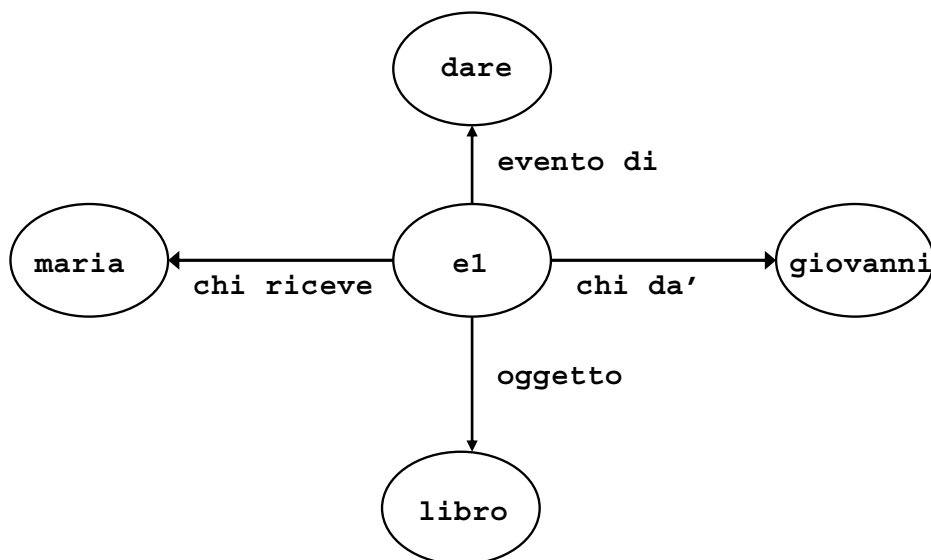 dare
evento di
maria
e1
giovanni
chi riceve
chi da’
oggetto
libro